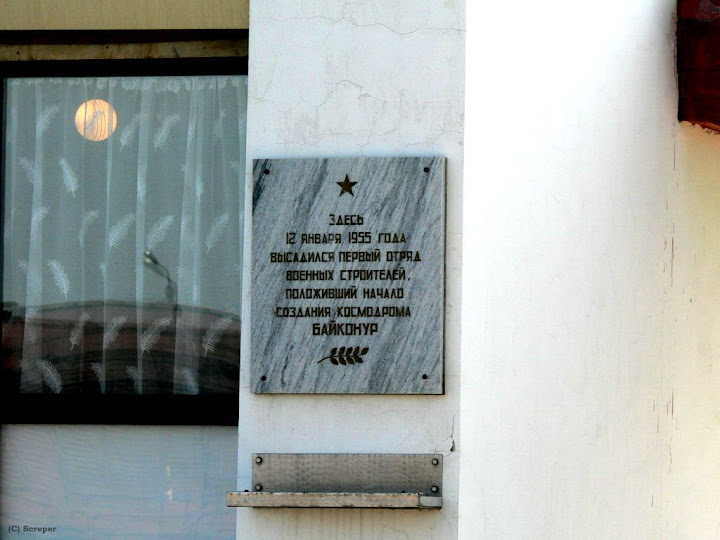 Здесь
12 января 1955 года
высадился первый отряд
военных строителей,
положивший начало
создания космодрома
БАЙКОНУР
(C) Screper